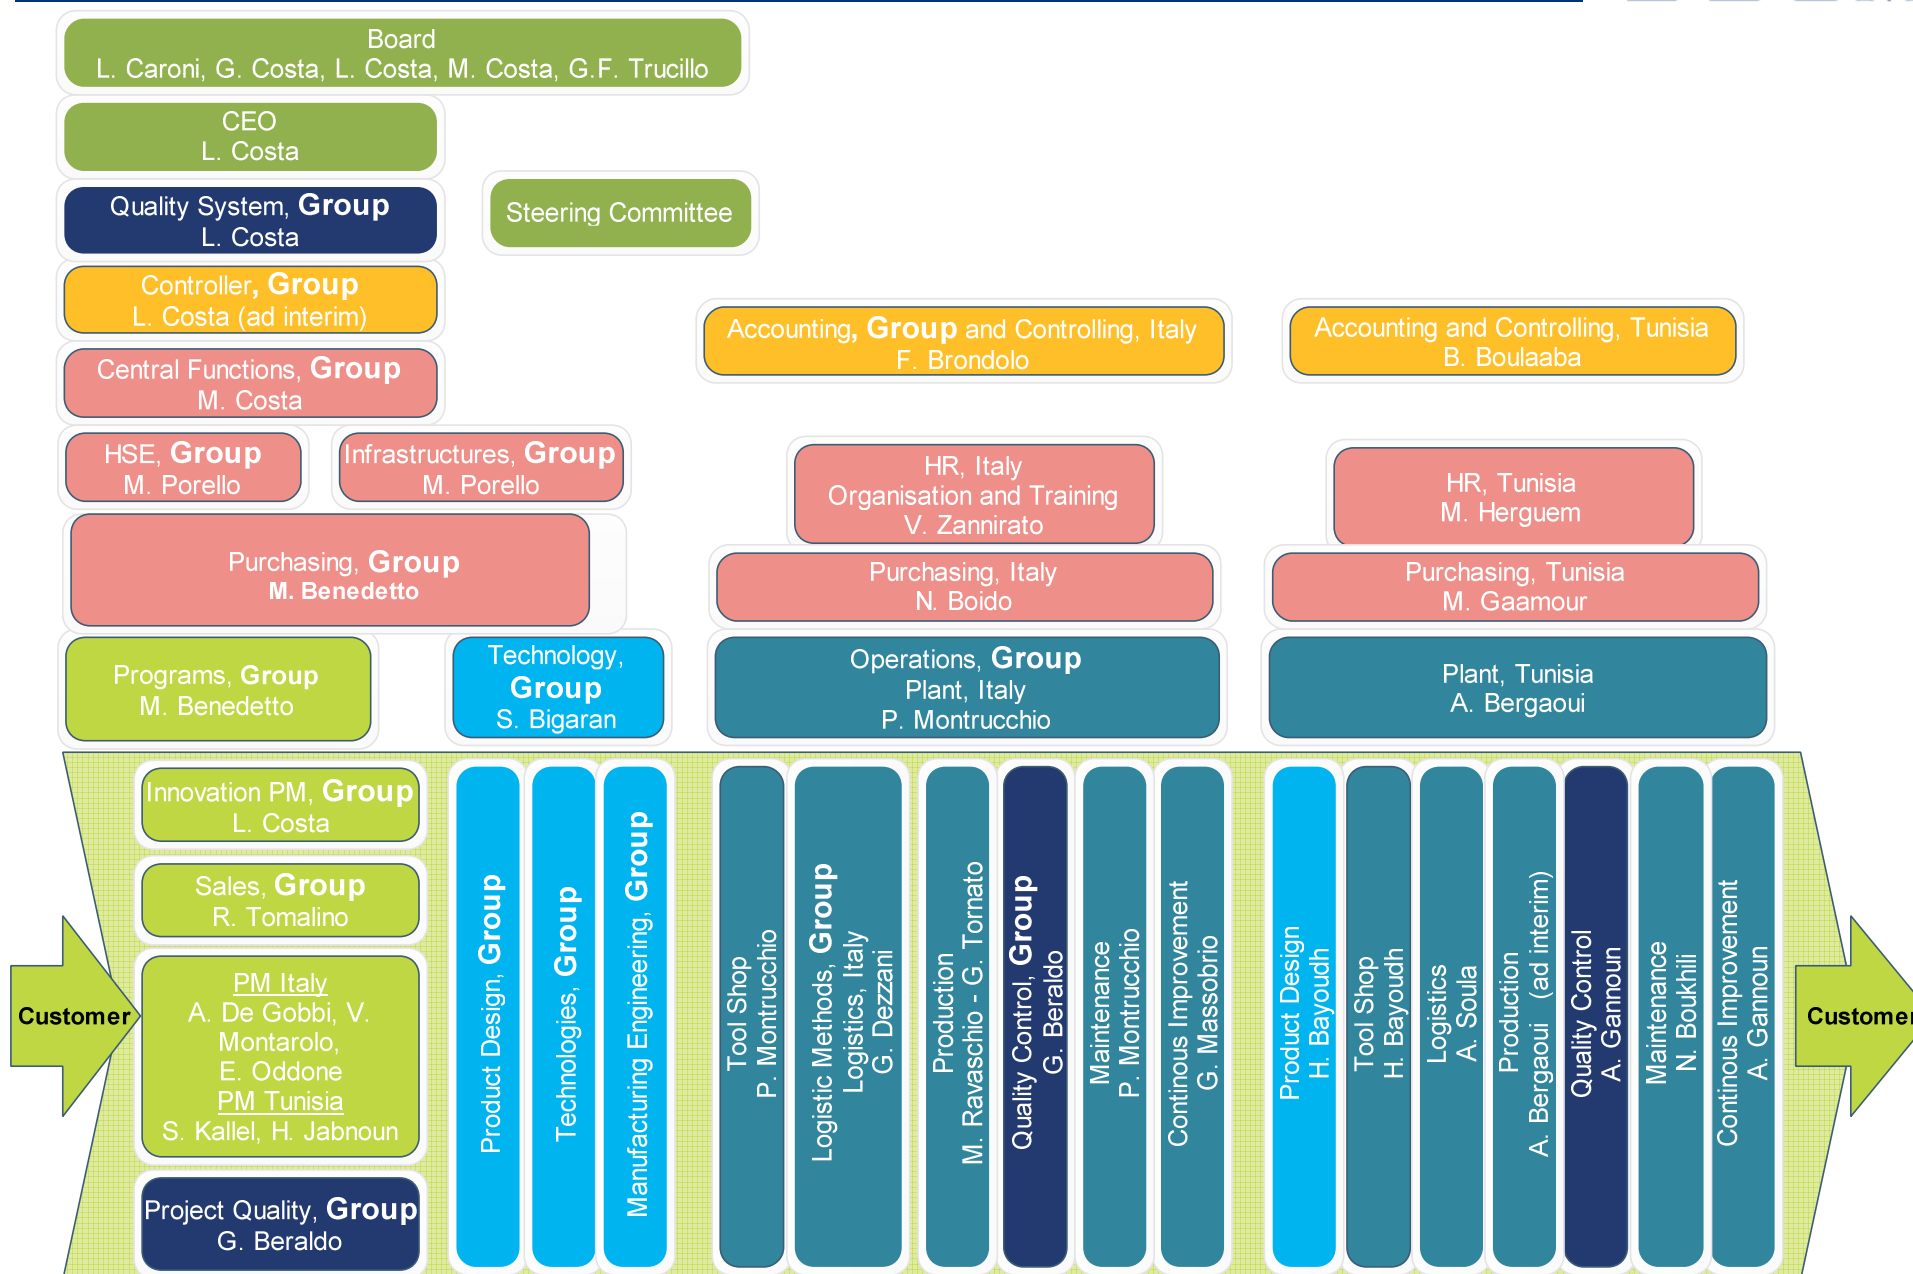 Board
L. Caroni, G. Costa, L. Costa, M. Costa, G.F. Trucillo
CEO
L. Costa
Quality System, Group
L. Costa
Steering Committee
Controller, Group
L. Costa (ad interim)
Accounting, Group and Controlling, Italy
F. Brondolo
Accounting and Controlling, Tunisia
B. Boulaaba
Central Functions, Group
M. Costa
HSE, Group
M. Porello
Infrastructures, Group
M. Porello
HR, Italy
Organisation and Training
V. Zannirato
HR, Tunisia
M. Herguem
Purchasing, Group
M. Benedetto
Purchasing, Italy
N. Boido
Purchasing, Tunisia
M. Gaamour
Programs, Group
M. Benedetto
Technology,
Group
S. Bigaran
Operations, Group
Plant, Italy
P. Montrucchio
Plant, Tunisia
A. Bergaoui
Customer
Innovation PM, Group
L. Costa
Sales, Group
R. Tomalino
PM Italy
A. De Gobbi, V.
Montarolo,
E. Oddone
PM Tunisia
S. Kallel, H. Jabnoun
Project Quality, Group
G. Beraldo
Product Design, Group
Technologies, Group
Manufacturing Engineering, Group
Tool Shop
P. Montrucchio
Logistic Methods, Group
Logistics, Italy
G. Dezzani
Production
M. Ravaschio - G. Tornato
Quality Control, Group
G. Beraldo
Maintenance
P. Montrucchio
Continous Improvement
G. Massobrio
Product Design
H. Bayoudh
Tool Shop
H. Bayoudh
Logistics
A. Soula
Production
A. Bergaoui (ad interim)
Quality Control
A. Gannoun
Maintenance
N. Boukhili
Continous Improvement
A. Gannoun
Customer